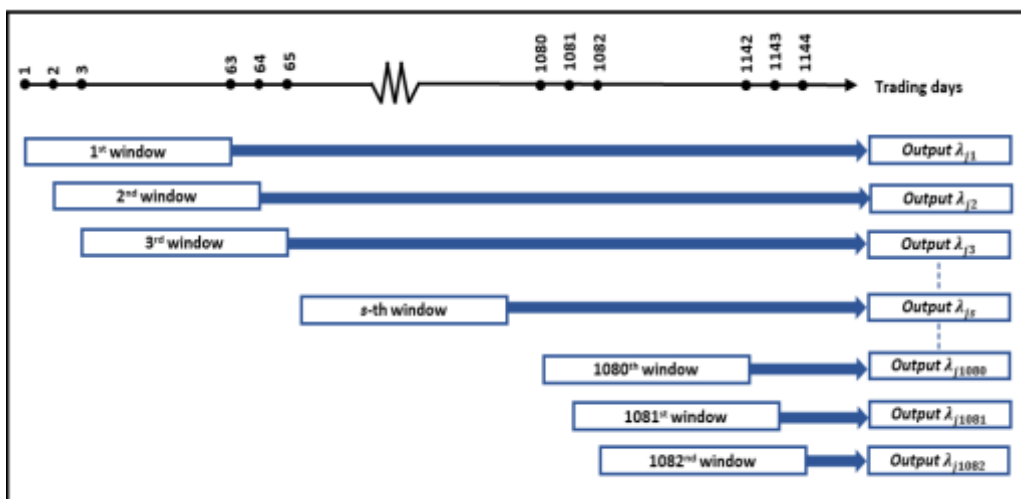 1 2 3 63 64 65 1080 1081 1082 1142 1143 1144
Trading days
1st window Output λj1
2nd window Output λj2
3rd window Output λj3
s-th window Output λjs
1080th window Output λj1080
1081st window Output λj1081
1082nd window Output λj1082